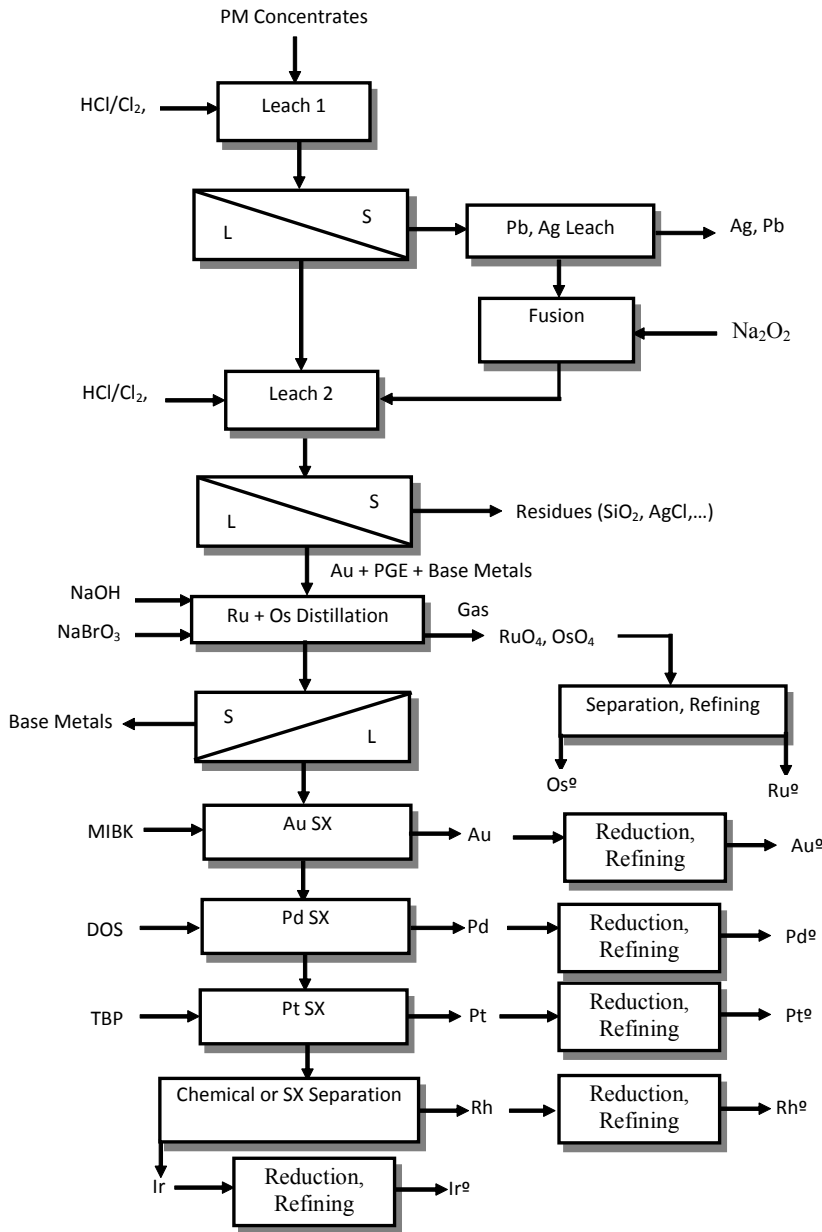 PM Concentrates
HCl/Cl₂,
Leach 1
S
L
Pb, Ag Leach
Ag, Pb
Fusion
Na₂O₂
HCl/Cl₂,
Leach 2
S
L
Residues (SiO₂, AgCl,...)
Au + PGE + Base Metals
NaOH
NaBrO₃
Ru + Os Distillation
Gas
RuO₄, OsO₄
Separation, Refining
Osº
Ruº
Base Metals
S
L
MIBK
Au SX
Au
Reduction,
Refining
Auº
DOS
Pd SX
Pd
Reduction,
Refining
Pdº
TBP
Pt SX
Pt
Reduction,
Refining
Ptº
Chemical or SX Separation
Rh
Reduction,
Refining
Rhº
Ir
Reduction,
Refining
Irº